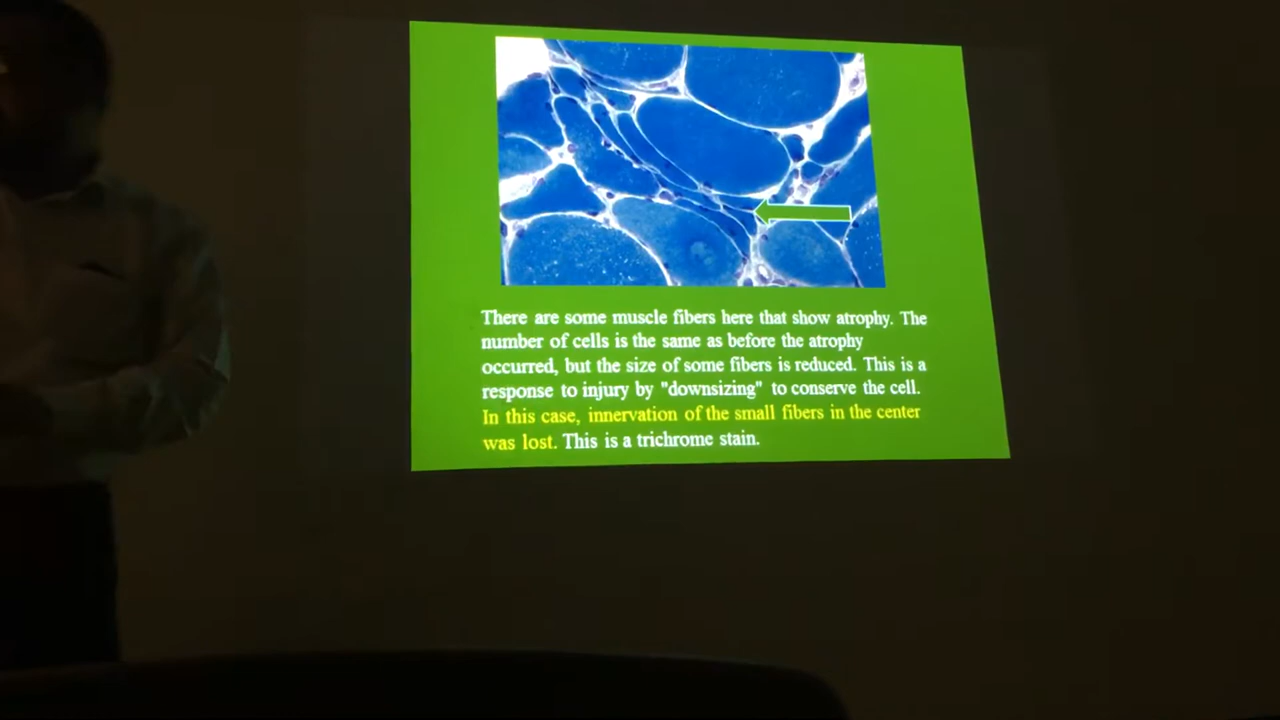 There are some muscle fibers here that show atrophy. The
number of cells is the same as before the atrophy
occurred, but the size of some fibers is reduced. This is a
response to injury by "downsizing" to conserve the cell.
In this case, innervation of the small fibers in the center
was lost. This is a trichrome stain.